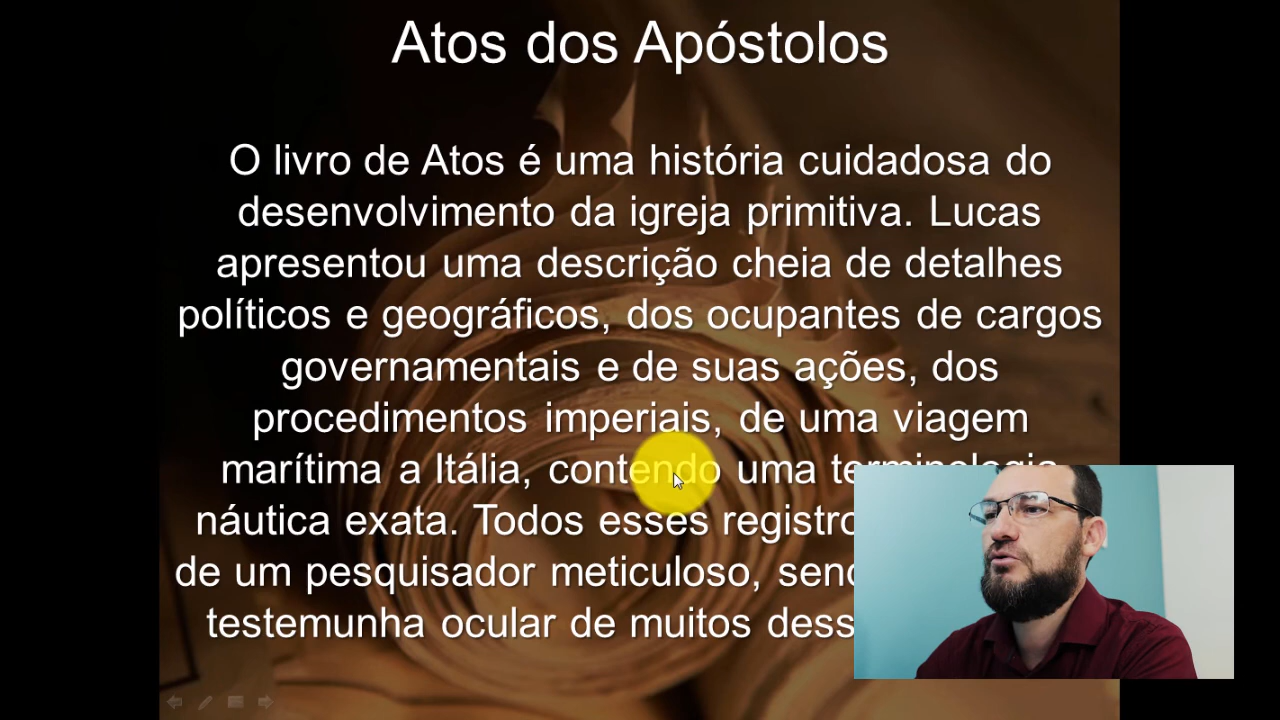 Atos dos Apóstolos
O livro de Atos é uma história cuidadosa do
desenvolvimento da igreja primitiva. Lucas
apresentou uma descrição cheia de detalhes
políticos e geográficos, dos ocupantes de cargos
governamentais e de suas ações, dos
procedimentos imperiais, de uma viagem
marítima a Itália, contendo uma terminologia
náutica exata. Todos esses
de um pesquisador meticuloso,
testemunha ocular de muitos